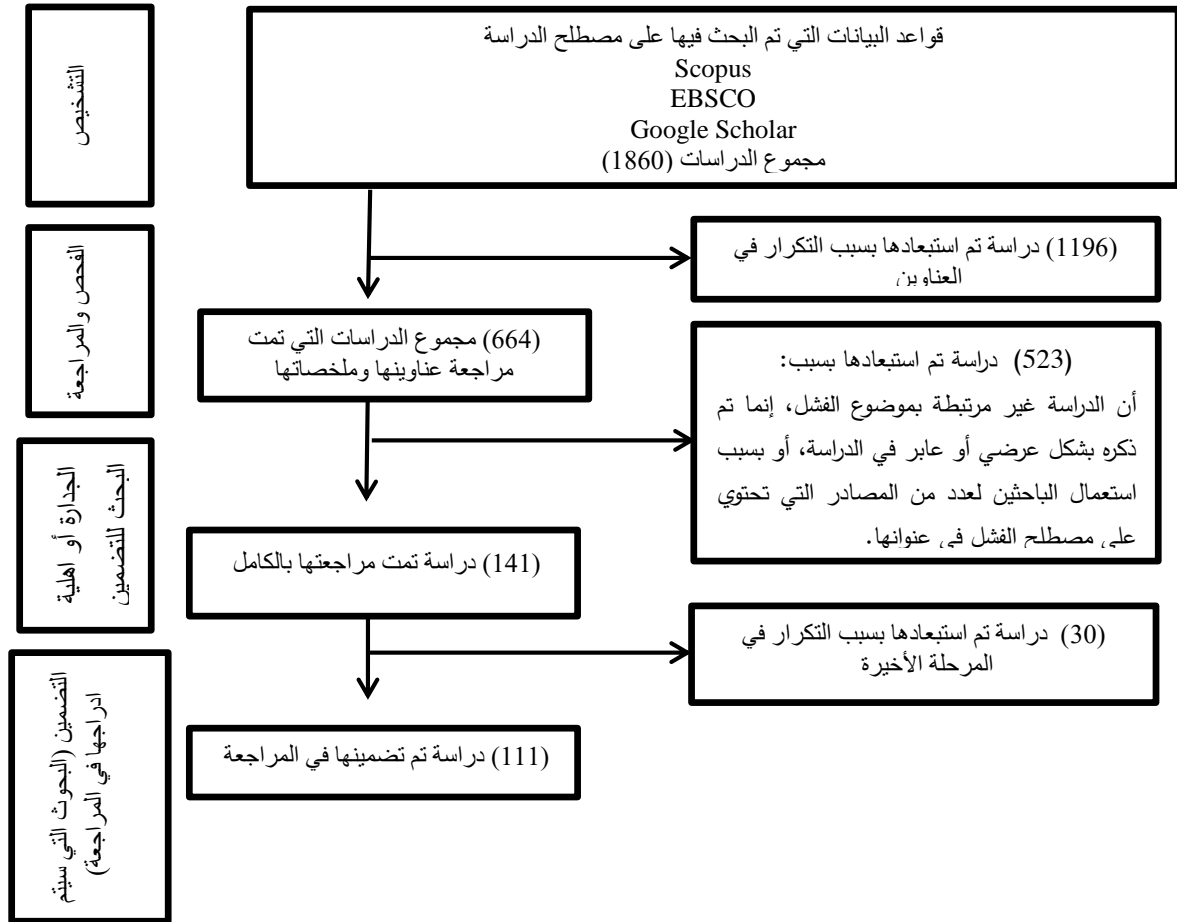 التشخيص
قواعد البيانات التي تم البحث فيها على مصطلح الدراسة
Scopus
EBSCO
Google Scholar
مجموع الدراسات (1860)
الفحص والمراجعة
(1196) دراسة تم استبعادها بسبب التكرار في
العناوين
(664) مجموع الدراسات التي تمت
مراجعة عناوينها وملخصاتها
(523) دراسة تم استبعادها بسبب:
أن الدراسة غير مرتبطة بموضوع الفشل، إنما تم
ذكره بشكل عرضي أو عابر في الدراسة، أو بسبب
استعمال الباحثين لعدد من المصادر التي تحتوي
على مصطلح الفشل في عنوانها.
الجدارة أو اهلية
البحث للتضمين
(141) دراسة تمت مراجعتها بالكامل
(30) دراسة تم استبعادها بسبب التكرار في
المرحلة الأخيرة
التضمين (البحوث التي سيتم
ادراجها في المراجعة)
(111) دراسة تم تضمينها في المراجعة